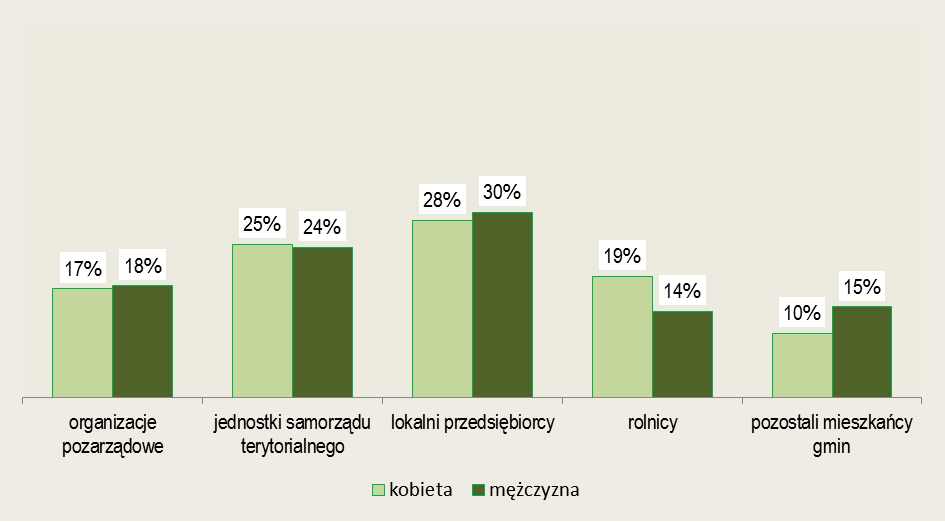 17%
18%
25%
24%
28%
30%
19%
14%
10%
15%
organizacje
pozarządowe
jednostki samorządu
terytorialnego
lokalni przedsiębiorcy
rolnicy
pozostali mieszkańcy
gmin
kobieta
mężczyzna